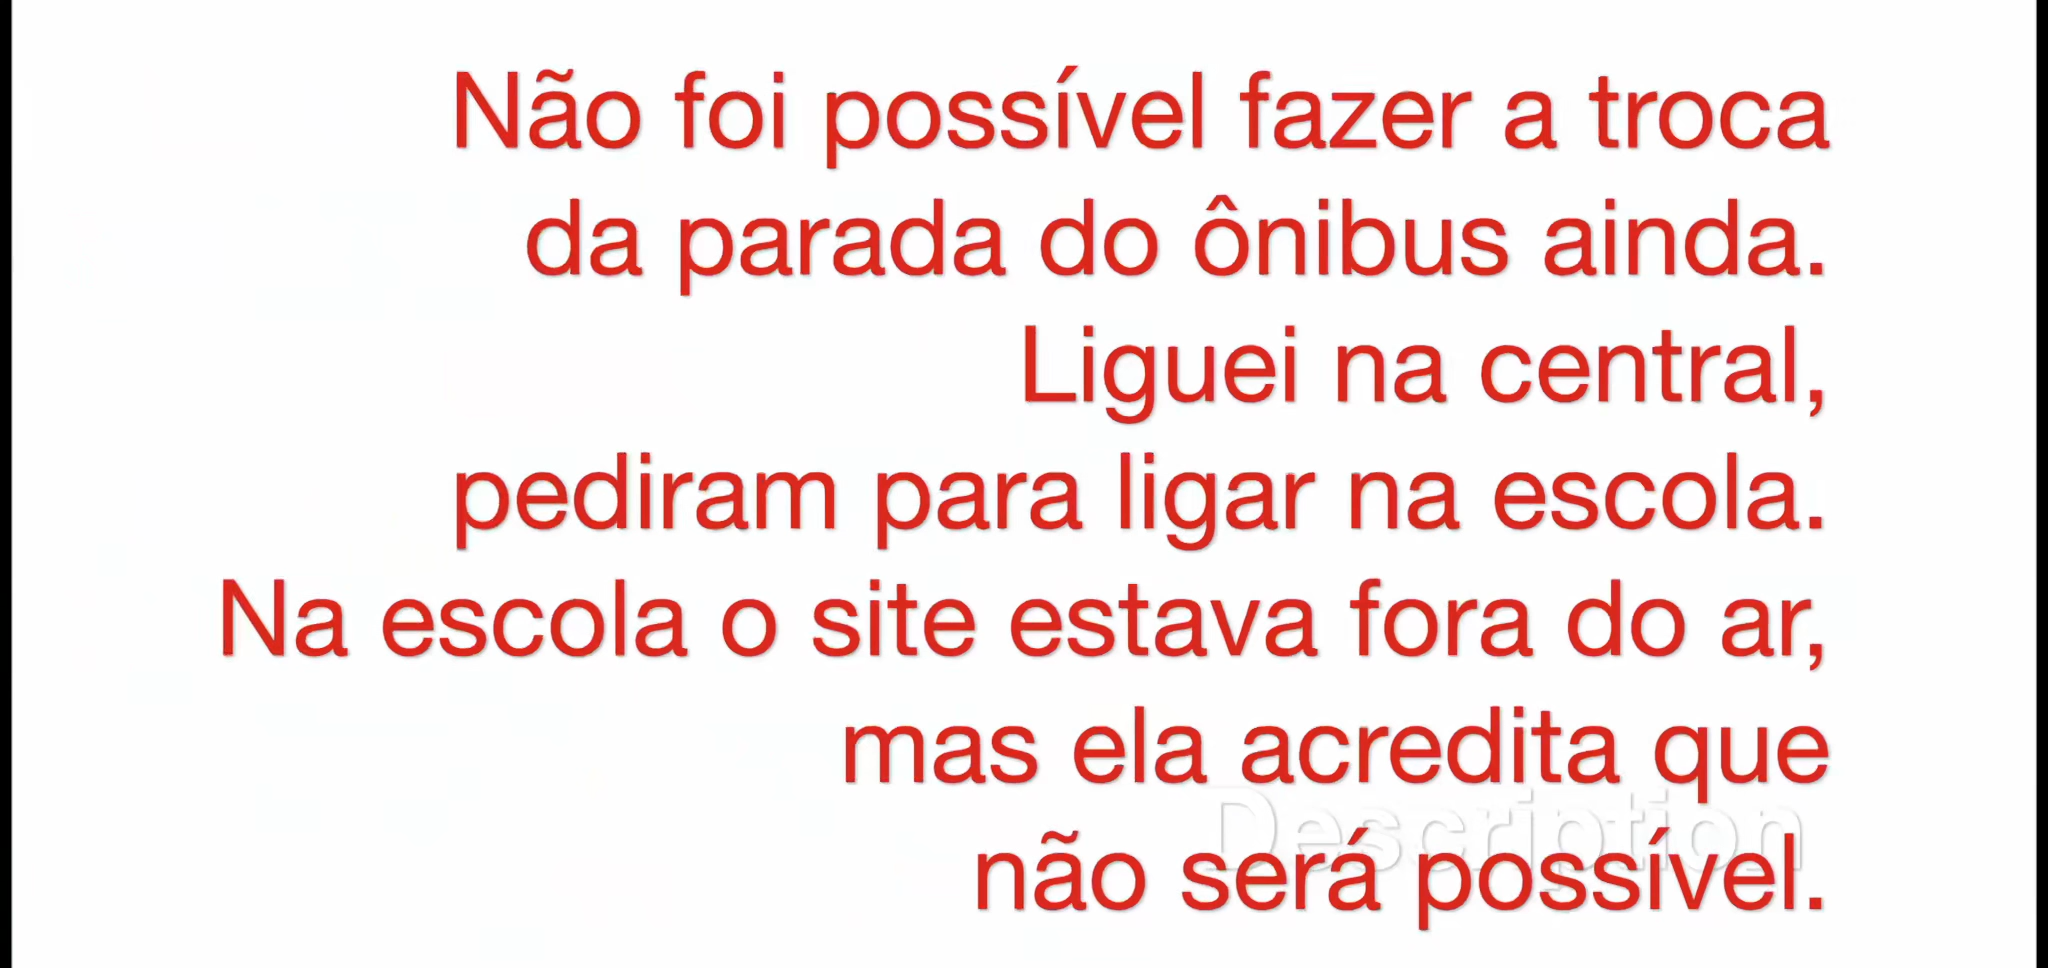 Não foi possível fazer a troca
da parada do ônibus ainda.
Liguei na central,
pediram para ligar na escola.
Na escola o site estava fora do ar,
mas ela acredita que
Description
não será possível.